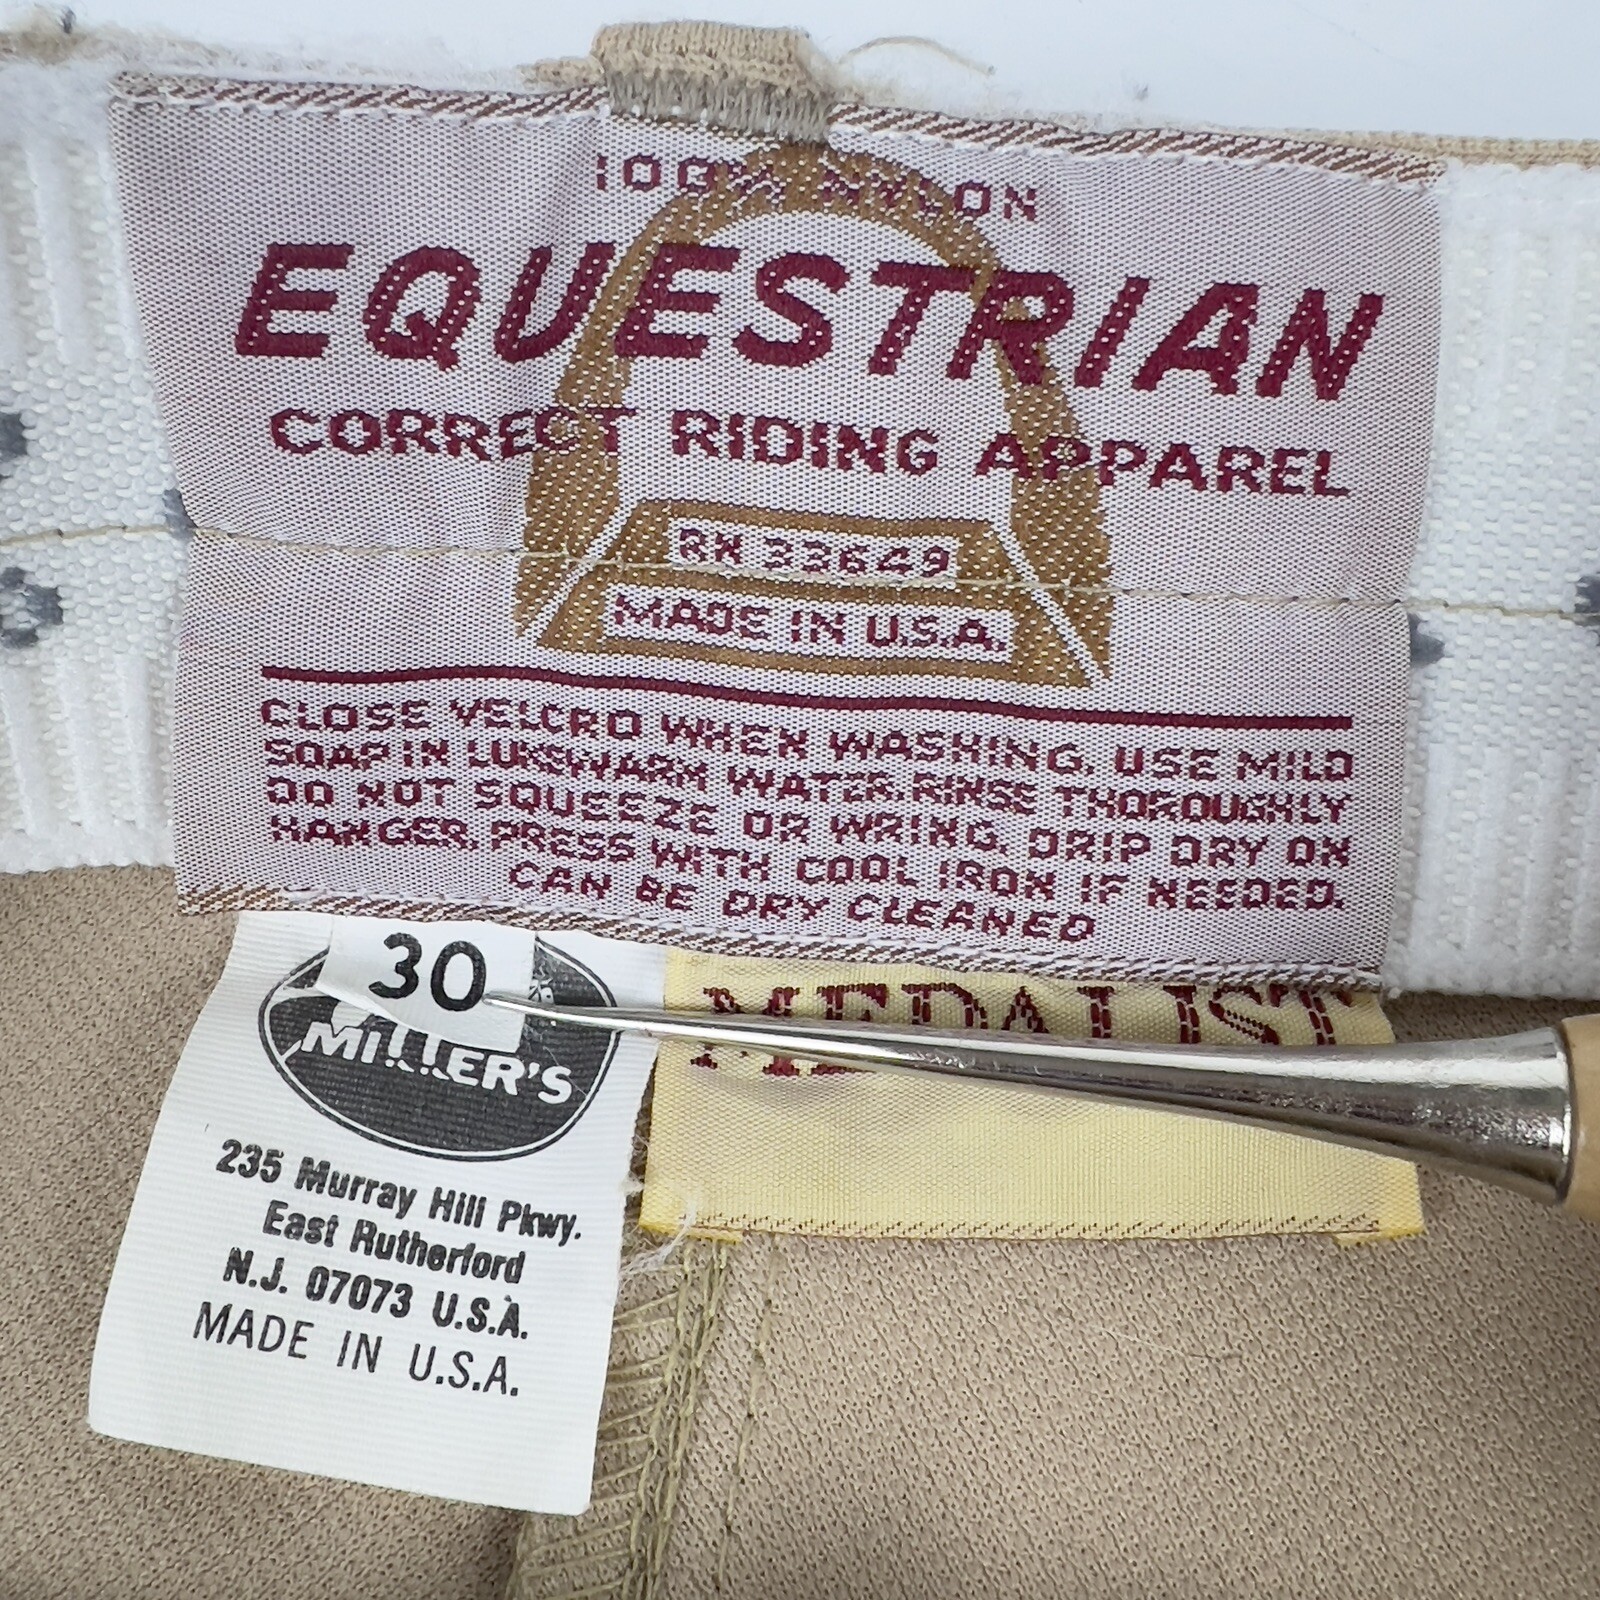 100% NYLON
EQUESTRIAN
CORRECT RIDING APPAREL
RN 33649
MADE IN U.S.A.
CLOSE VELCRO WHEN WASHING. USE MILD
SOAP IN LUKEWARM WATER. RINSE THOROUGHLY
DO NOT SQUEEZE OR WRING. DRIP DRY ON
HANGER. PRESS WITH COOL IRON IF NEEDED.
CAN BE DRY CLEANED
30
MILLER'S
235 Murray Hill Pkwy.
East Rutherford
N.J. 07073 U.S.A.
MADE IN U.S.A.
MEDALIST